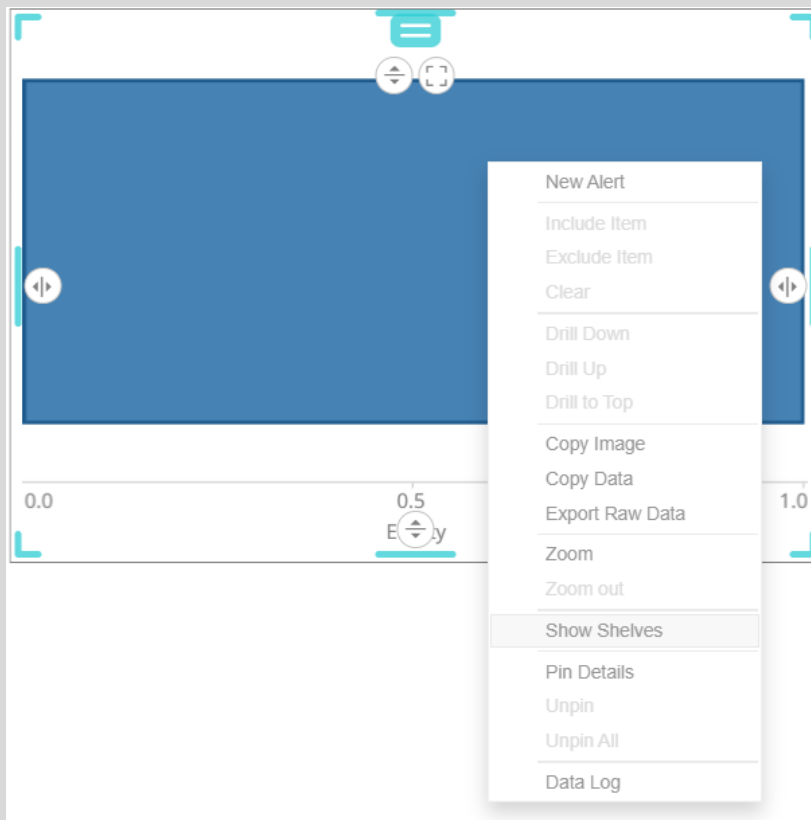 New Alert
Include Item
Exclude Item
Clear
Drill Down
Drill Up
Drill to Top
Copy Image
Copy Data
Export Raw Data
Zoom
Zoom out
Show Shelves
Pin Details
Unpin
Unpin All
Data Log
0.0 0.5 1.0